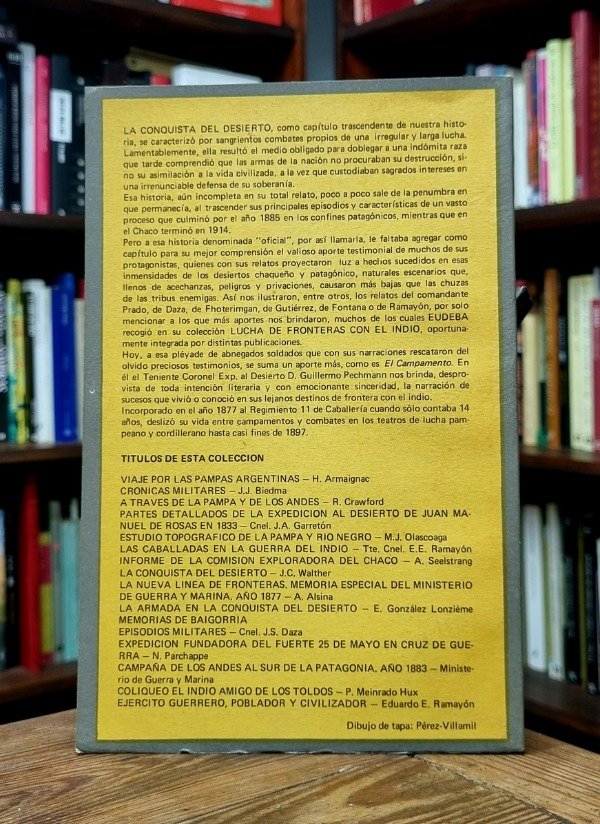 LA CONQUISTA DEL DESIERTO, como capítulo trascendente de nuestra histo-
ria, se caracterizó por sangrientos combates propios de una irregular y larga lucha.
Lamentablemente, ella resultó el medio obligado para doblegar a una indómita raza
que tarde comprendió que las armas de la nación no procuraban su destrucción, si-
no su asimilación a la vida civilizada, a la vez que custodiaban sagrados intereses en
una irrenunciable defensa de su soberanía.
Esa historia, aún incompleta en su total relato, poco a poco sale de la penumbra en
que permanecía, al trascender sus principales episodios y características de un vasto
proceso que culminó por el año 1885 en los confines patagónicos, mientras que en
el Chaco terminó en 1914.
Pero a esa historia denominada "oficial", por así llamarla, le faltaba agregar como
capítulo para su mejor comprensión el valioso aporte testimonial de muchos de sus
protagonistas, quienes con sus relatos proyectaron luz a hechos sucedidos en esas
inmensidades de los desiertos chaqueño y patagónico, naturales escenarios que,
llenos de acechanzas, peligros y privaciones, causaron más bajas que las chuzas
de las tribus enemigas. Así nos ilustraron, entre otros, los relatos del comandante
Prado, de Daza, de Fhoteringan, de Gutiérrez, de Fontana o de Ramayón, por solo
mencionar a los que más aportes nos brindaron, muchos de los cuales EUDEBA
recogió en su colección LUCHA DE FRONTERAS CON EL INDIO, oportuna-
mente integrada por distintas publicaciones.
Hoy, a esa pléyade de abnegados soldados que con sus narraciones rescataron del
olvido preciosos testimonios, se suma un aporte más, como es El Campamento. En
él el Teniente Coronel Exp. al Desierto D. Guillermo Pechmann nos brinda, despro-
vista de toda intención literaria y con emocionante sinceridad, la narración de
sucesos que vivió o conoció en sus lejanos destinos de frontera con el indio.
Incorporado en el año 1877 al Regimiento 11 de Caballería cuando sólo contaba 14
años, deslizó su vida entre campamentos y combates en los teatros de lucha pam-
peano y cordillerano hasta casi fines de 1897.
TITULOS DE ESTA COLECCION
VIAJE POR LAS PAMPAS ARGENTINAS — H. Armaignac
CRONICAS MILITARES — J.J. Biedma
A TRAVES DE LA PAMPA Y DE LOS ANDES — R. Crawford
PARTES DETALLADOS DE LA EXPEDICION AL DESIERTO DE JUAN MA-
NUEL DE ROSAS EN 1833 — Cnel. J.A. Garretón
ESTUDIO TOPOGRAFICO DE LA PAMPA Y RIO NEGRO — M.J. Olascoaga
LAS CABALLADAS EN LA GUERRA DEL INDIO — Tte. Cnel. E.E. Ramayón
INFORME DE LA COMISION EXPLORADORA DEL CHACO — A. Seelstrang
LA CONQUISTA DEL DESIERTO — J.C. Walther
LA NUEVA LINEA DE FRONTERAS. MEMORIA ESPECIAL DEL MINISTERIO
DE GUERRA Y MARINA. AÑO 1877 — A. Alsina
LA ARMADA EN LA CONQUISTA DEL DESIERTO — E. González Lonzième
MEMORIAS DE BAIGORRIA
EPISODIOS MILITARES — Cnel. J.S. Daza
EXPEDICION FUNDADORA DEL FUERTE 25 DE MAYO EN CRUZ DE GUE-
RRA — N. Parchappe
CAMPAÑA DE LOS ANDES AL SUR DE LA PATAGONIA. AÑO 1883 — Ministe-
rio de Guerra y Marina
COLIQUEO EL INDIO AMIGO DE LOS TOLDOS — P. Meinrado Hux
EJERCITO GUERRERO, POBLADOR Y CIVILIZADOR — Eduardo E. Ramayón
Dibujo de tapa: Pérez-Villamil